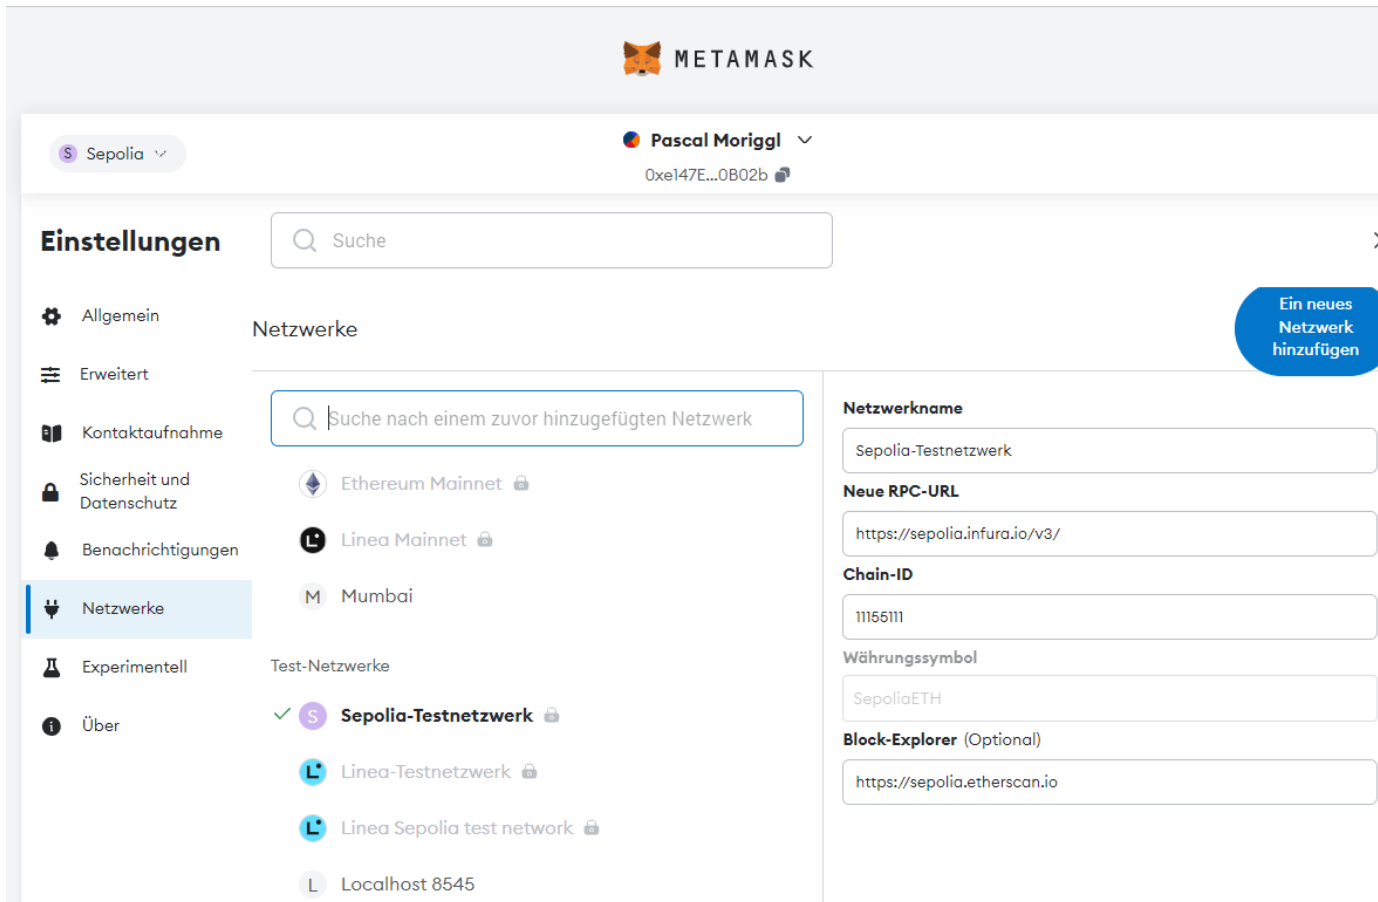 METAMASK
S Sepolia
Pascal Moriggl
0xe147E...0B02b
Einstellungen
Suche
Allgemein
Erweitert
Kontaktaufnahme
Sicherheit und
Datenschutz
Benachrichtigungen
Netzwerke
Experimentell
Über
Netzwerke
Ein neues
Netzwerk
hinzufügen
Suche nach einem zuvor hinzugefügten Netzwerk
Ethereum Mainnet
L Linea Mainnet
M Mumbai
Test-Netzwerke
S Sepolia-Testnetzwerk
L Linea-Testnetzwerk
L Linea Sepolia test network
L Localhost 8545
Netzwerkname
Sepolia-Testnetzwerk
Neue RPC-URL
https://sepolia.infura.io/v3/
Chain-ID
11155111
Währungssymbol
SepoliaETH
Block-Explorer (Optional)
https://sepolia.etherscan.io